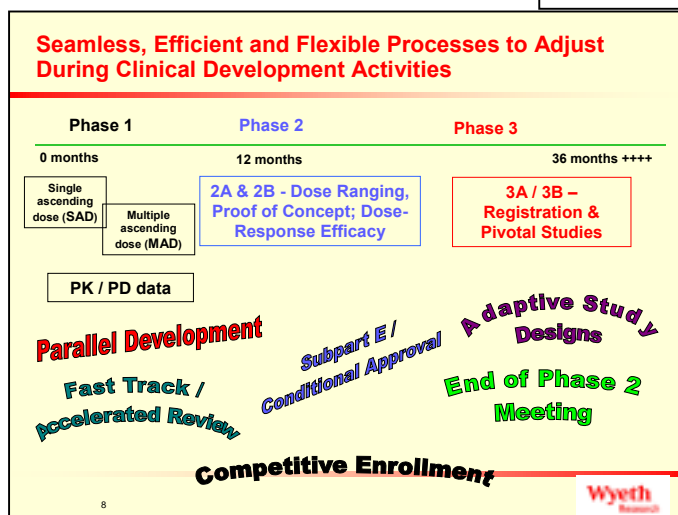 Seamless, Efficient and Flexible Processes to Adjust
During Clinical Development Activities
Phase 1
Phase 2
Phase 3
0 months
12 months
36 months ++++
Single
ascending
dose (SAD)
Multiple
ascending
dose (MAD)
2A & 2B - Dose Ranging,
Proof of Concept; Dose-
Response Efficacy
3A / 3B –
Registration &
Pivotal Studies
PK / PD data
Parallel Development
Subpart E /
Conditional Approval
Adaptive Study
Designs
Fast Track /
Accelerated Review
End of Phase 2
Meeting
Competitive Enrollment
8
Wyeth